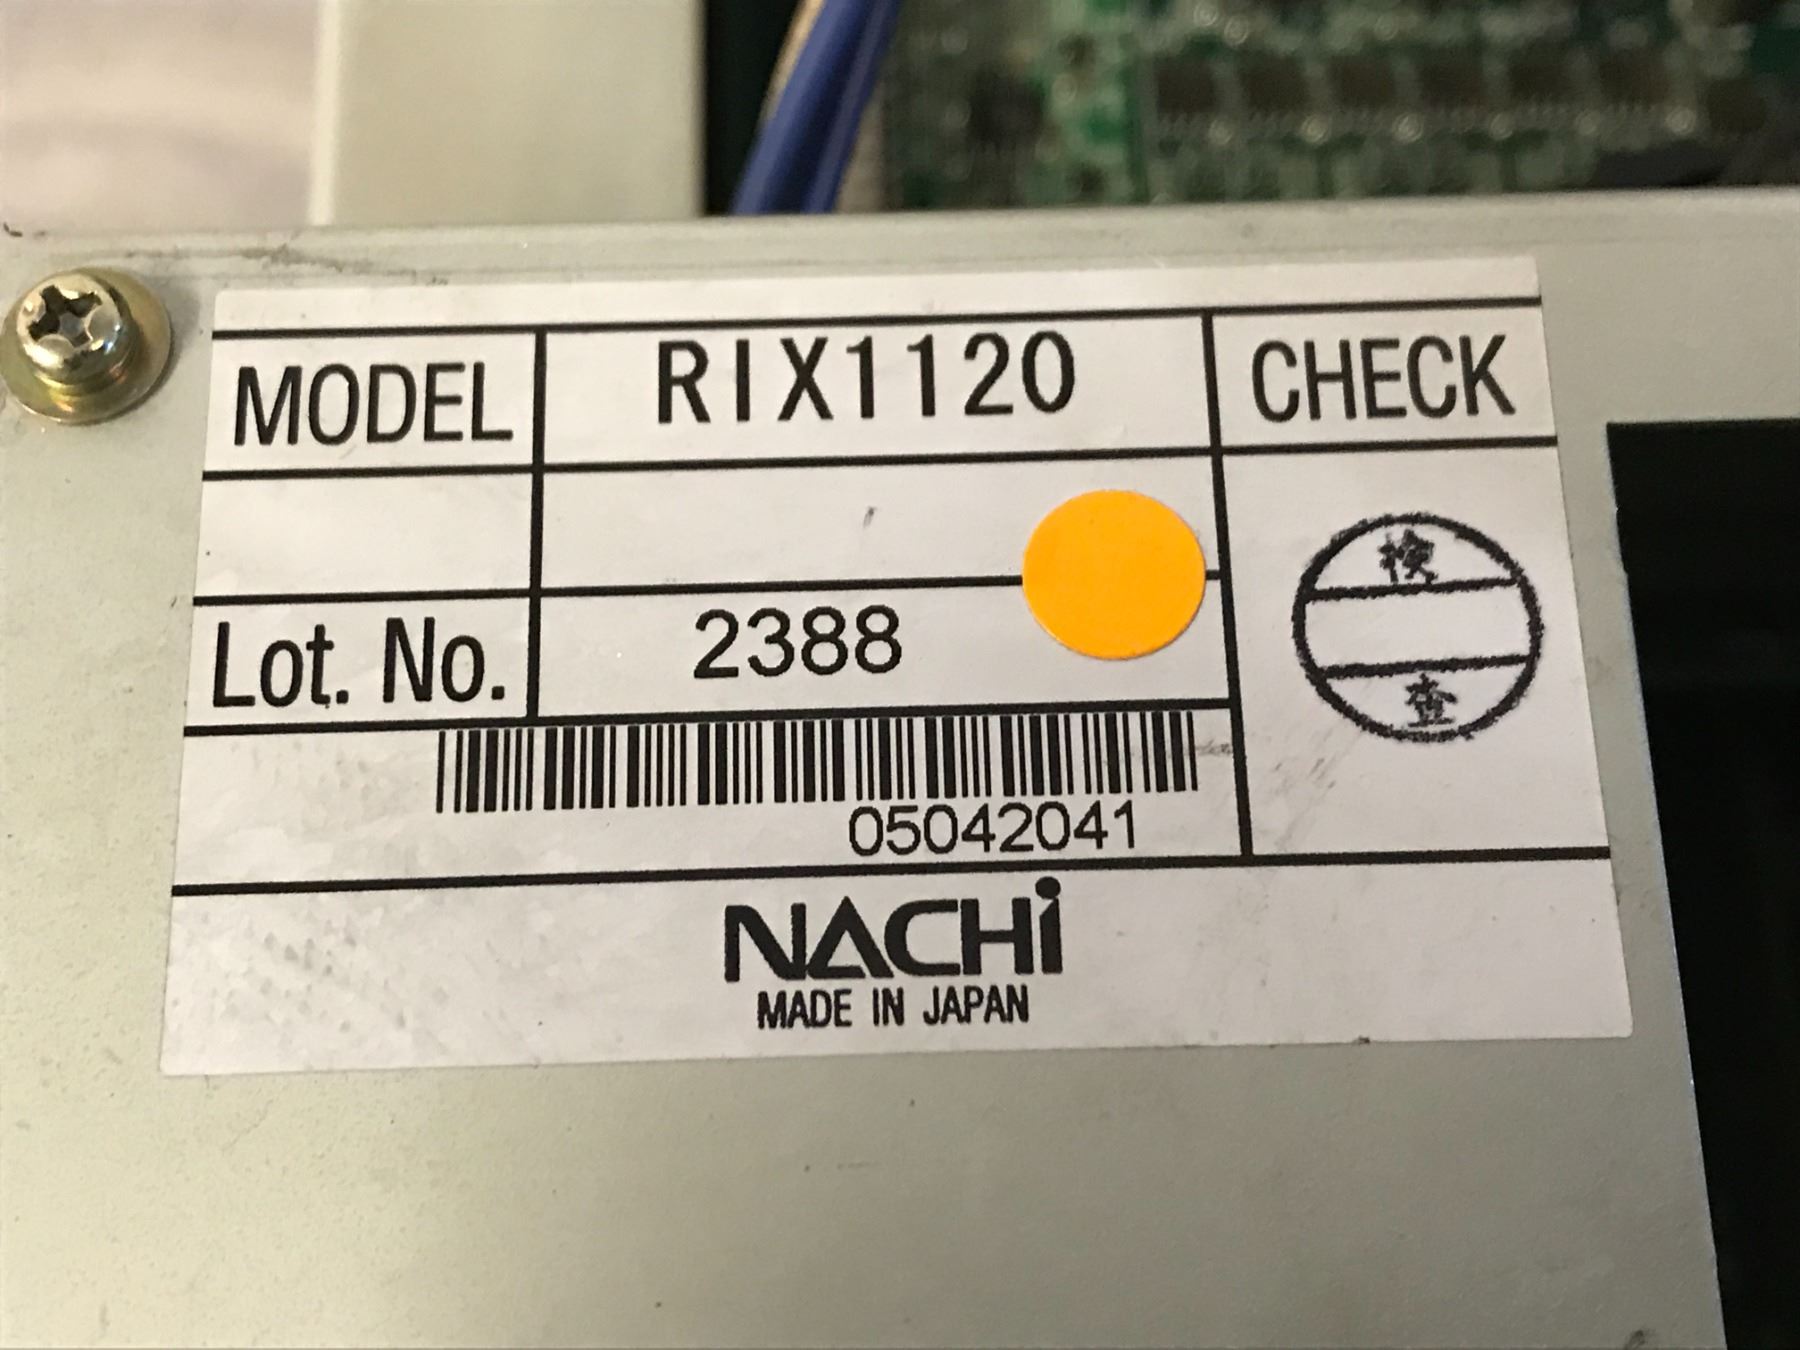 MODEL RIX1120 CHECK
検
Lot. No. 2388
査
05042041
NACHi
MADE IN JAPAN